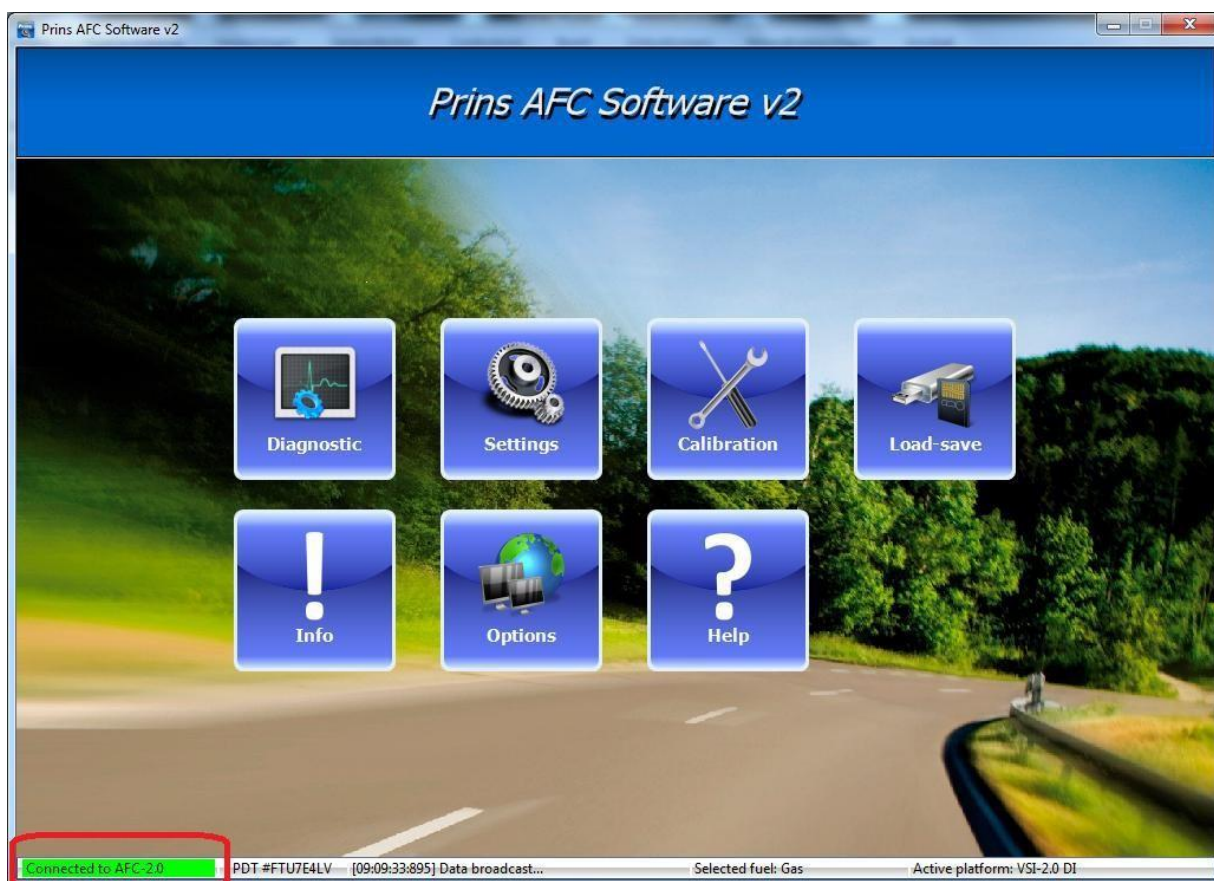 Prins AFC Software v2
Prins AFC Software v2
Diagnostic Settings Calibration Load-save
Info Options Help
Connected to AFC-2.0 PDT #FTU7E4LV [09:09:33:895] Data broadcast... Selected fuel: Gas Active platform: VSI-2.0 DI